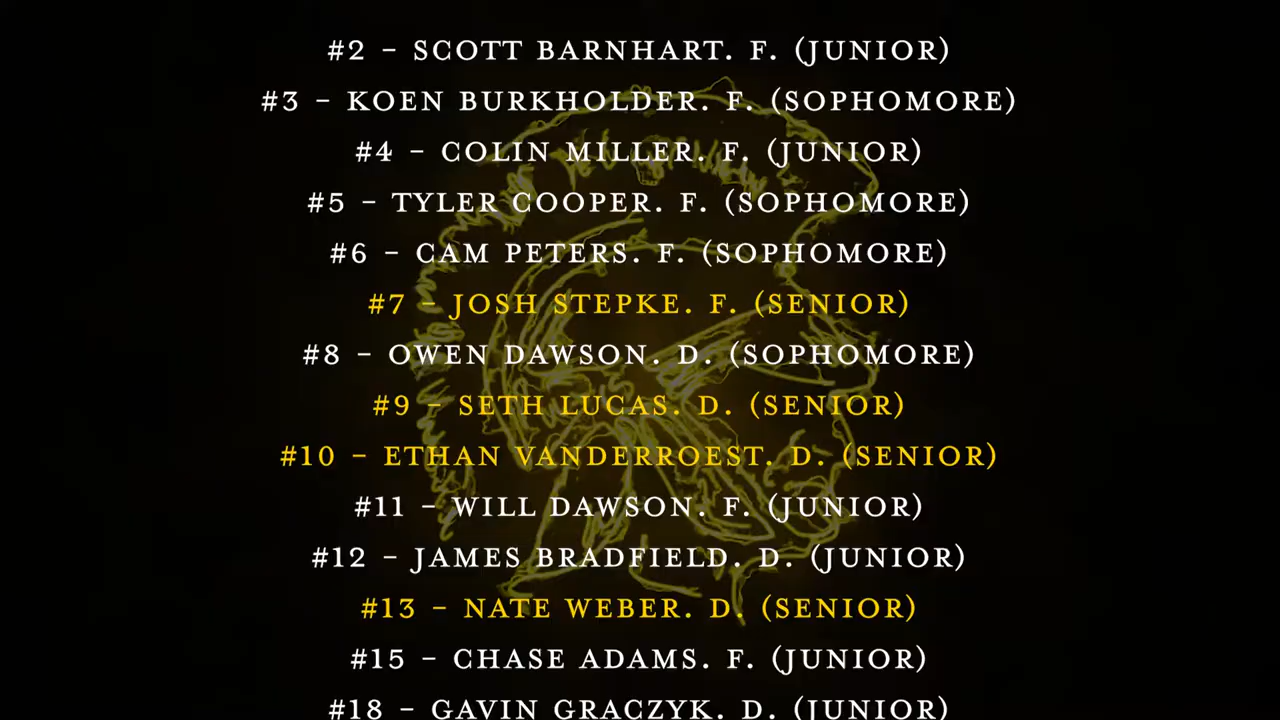 #2 – SCOTT BARNHART. F. (JUNIOR)
#3 – KOEN BURKHOLDER. F. (SOPHOMORE)
#4 – COLIN MILLER. F. (JUNIOR)
#5 – TYLER COOPER. F. (SOPHOMORE)
#6 – CAM PETERS. F. (SOPHOMORE)
#7 – JOSH STEPKE. F. (SENIOR)
#8 – OWEN DAWSON. D. (SOPHOMORE)
#9 – SETH LUCAS. D. (SENIOR)
#10 – ETHAN VANDERROEST. D. (SENIOR)
#11 – WILL DAWSON. F. (JUNIOR)
#12 – JAMES BRADFIELD. D. (JUNIOR)
#13 – NATE WEBER. D. (SENIOR)
#15 – CHASE ADAMS. F. (JUNIOR)
#18 – GAVIN GRACZYK. D. (JUNIOR)